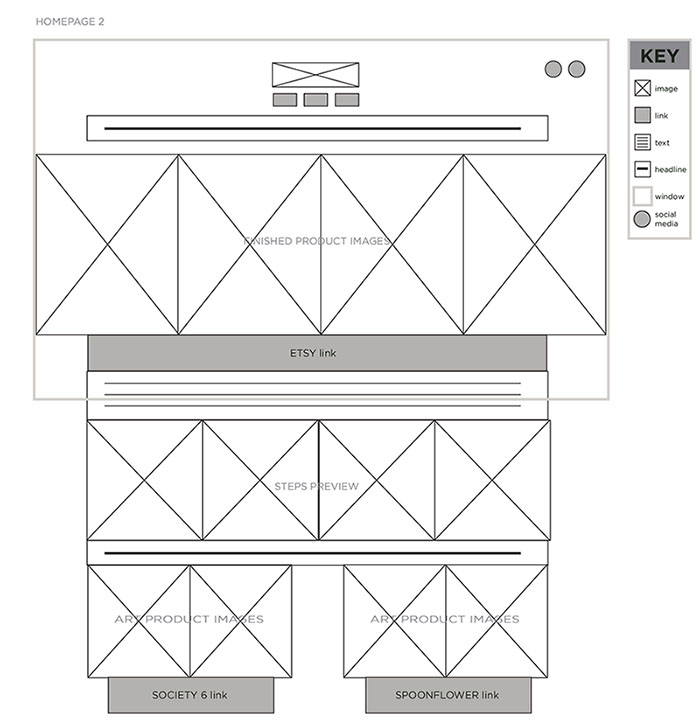 HOMEPAGE 2
KEY
image
link
text
headline
window
social
media
FINISHED PRODUCT IMAGES
ETSY link
STEPS PREVIEW
ART PRODUCT IMAGES
ART PRODUCT IMAGES
SOCIETY 6 link
SPOONFLOWER link